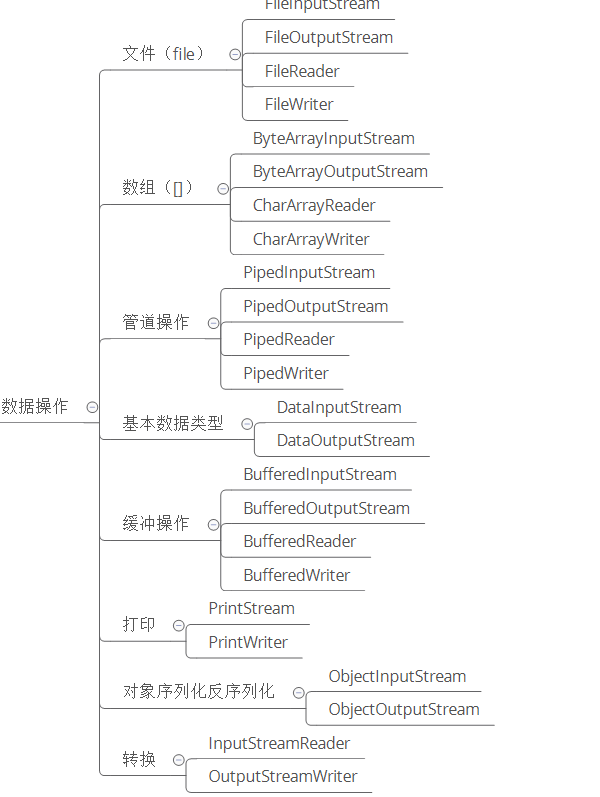 FileInputStream
文件（file）
FileOutputStream
FileReader
FileWriter
ByteArrayInputStream
ByteArrayOutputStream
数组（[]）
CharArrayReader
CharArrayWriter
PipedInputStream
PipedOutputStream
管道操作
PipedReader
PipedWriter
数据操作
DataInputStream
基本数据类型
DataOutputStream
BufferedInputStream
BufferedOutputStream
缓冲操作
BufferedReader
BufferedWriter
PrintStream
打印
PrintWriter
ObjectInputStream
对象序列化反序列化
ObjectOutputStream
InputStreamReader
转换
OutputStreamWriter